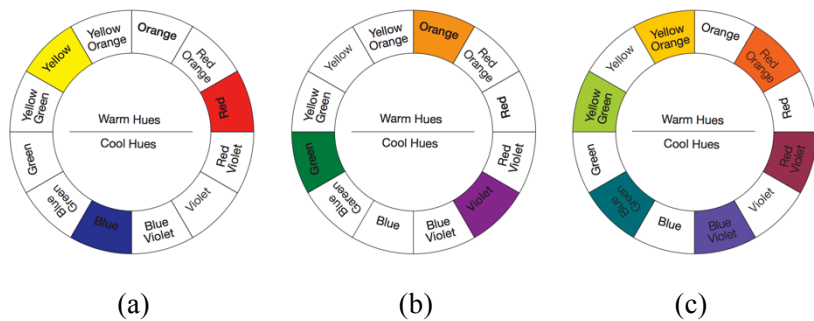 Yellow
Yellow
Orange
Orange
Red
Orange
Red
Red
Violet
Violet
Blue
Violet
Blue
Blue
Green
Green
Yellow
Green
Warm Hues
Cool Hues
(a)
Yellow
Yellow
Orange
Orange
Red
Orange
Red
Red
Violet
Violet
Blue
Violet
Blue
Blue
Gareen
Green
Yellow
Green
Warm Hues
Cool Hues
(b)
Yellow
Yellow
Orange
Orange
Red
Orange
Red
Red
Violet
Violet
Blue
Violet
Blue
Blue
Green
Green
Yellow
Green
Warm Hues
Cool Hues
(c)